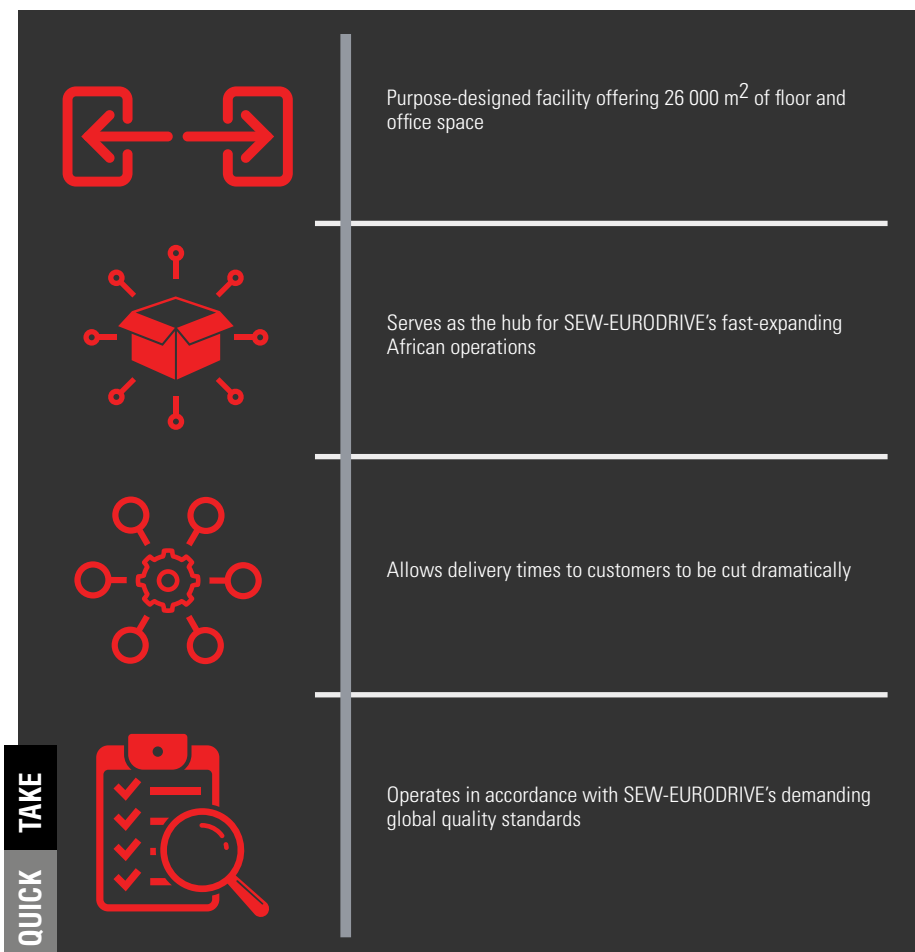 Purpose-designed facility offering 26 000 m² of floor and
office space
Serves as the hub for SEW-EURODRIVE's fast-expanding
African operations
Allows delivery times to customers to be cut dramatically
Operates in accordance with SEW-EURODRIVE's demanding
global quality standards
QUICK TAKE